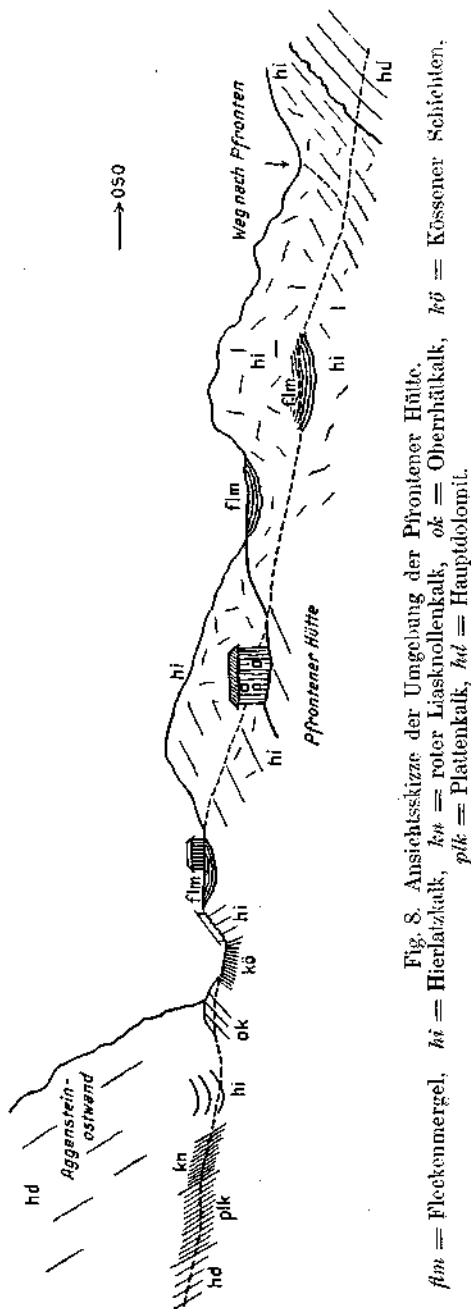 OSO
hd
Aggenstein-
ostwand
hd
plk
kn
hi
ok
kö
hi
flm
hi
hi
Pfrontener Hütte
flm
hi
flm
hi
Weg nach Pfronten
hi
hd
Fig. 8. Ansichtsskizze der Umgebung der Pfrontener Hütte.
flm = Fleckenmergel, hi = Hierlatzkalk, kn = roter Liasknollenkalk, ok = Oberrhätkalk, kö = Kössener Schichten,
plk = Plattenkalk, hd = Hauptdolomit.